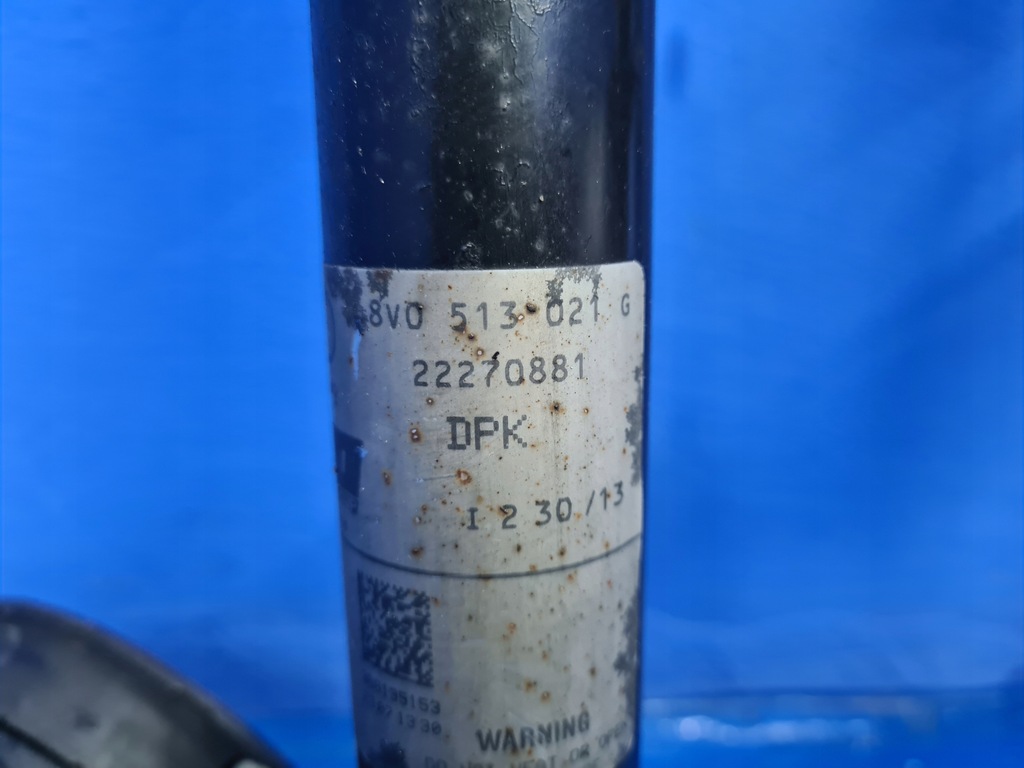 8V0 513 021 G
22270881
DPK
I 2 30/13
WARNING